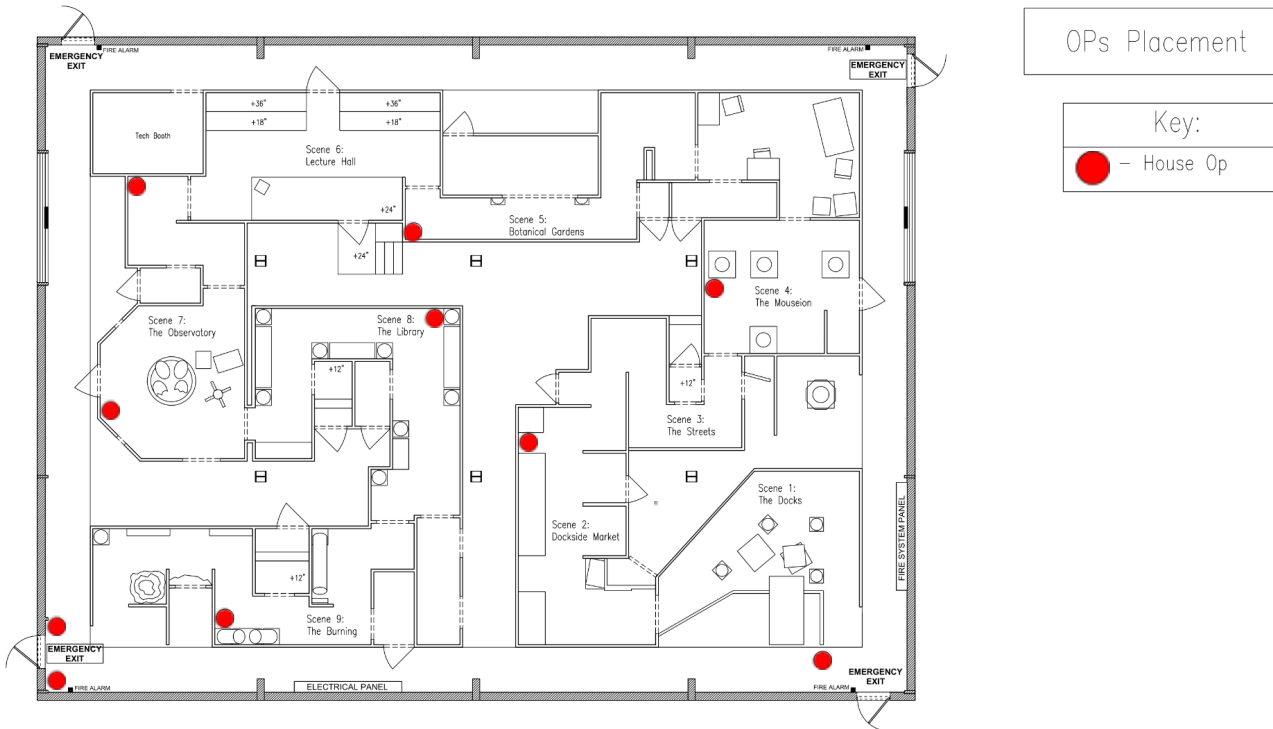 OPs Placement
Key:
– House Op
FIRE ALARM
EMERGENCY
EXIT
FIRE ALARM
EMERGENCY
EXIT
Tech Booth
+36"
+36"
+18"
+18"
Scene 6:
Lecture Hall
+24"
+24"
Scene 5:
Botanical Gardens
Scene 4:
The Mouseion
Scene 7:
The Observatory
Scene 8:
The Library
+12"
+12"
Scene 3:
The Streets
Scene 1:
The Docks
Scene 2:
Dockside Market
FIRE SYSTEM PANEL
+12"
Scene 9:
The Burning
EMERGENCY
EXIT
FIRE ALARM
ELECTRICAL PANEL
EMERGENCY
EXIT
FIRE ALARM